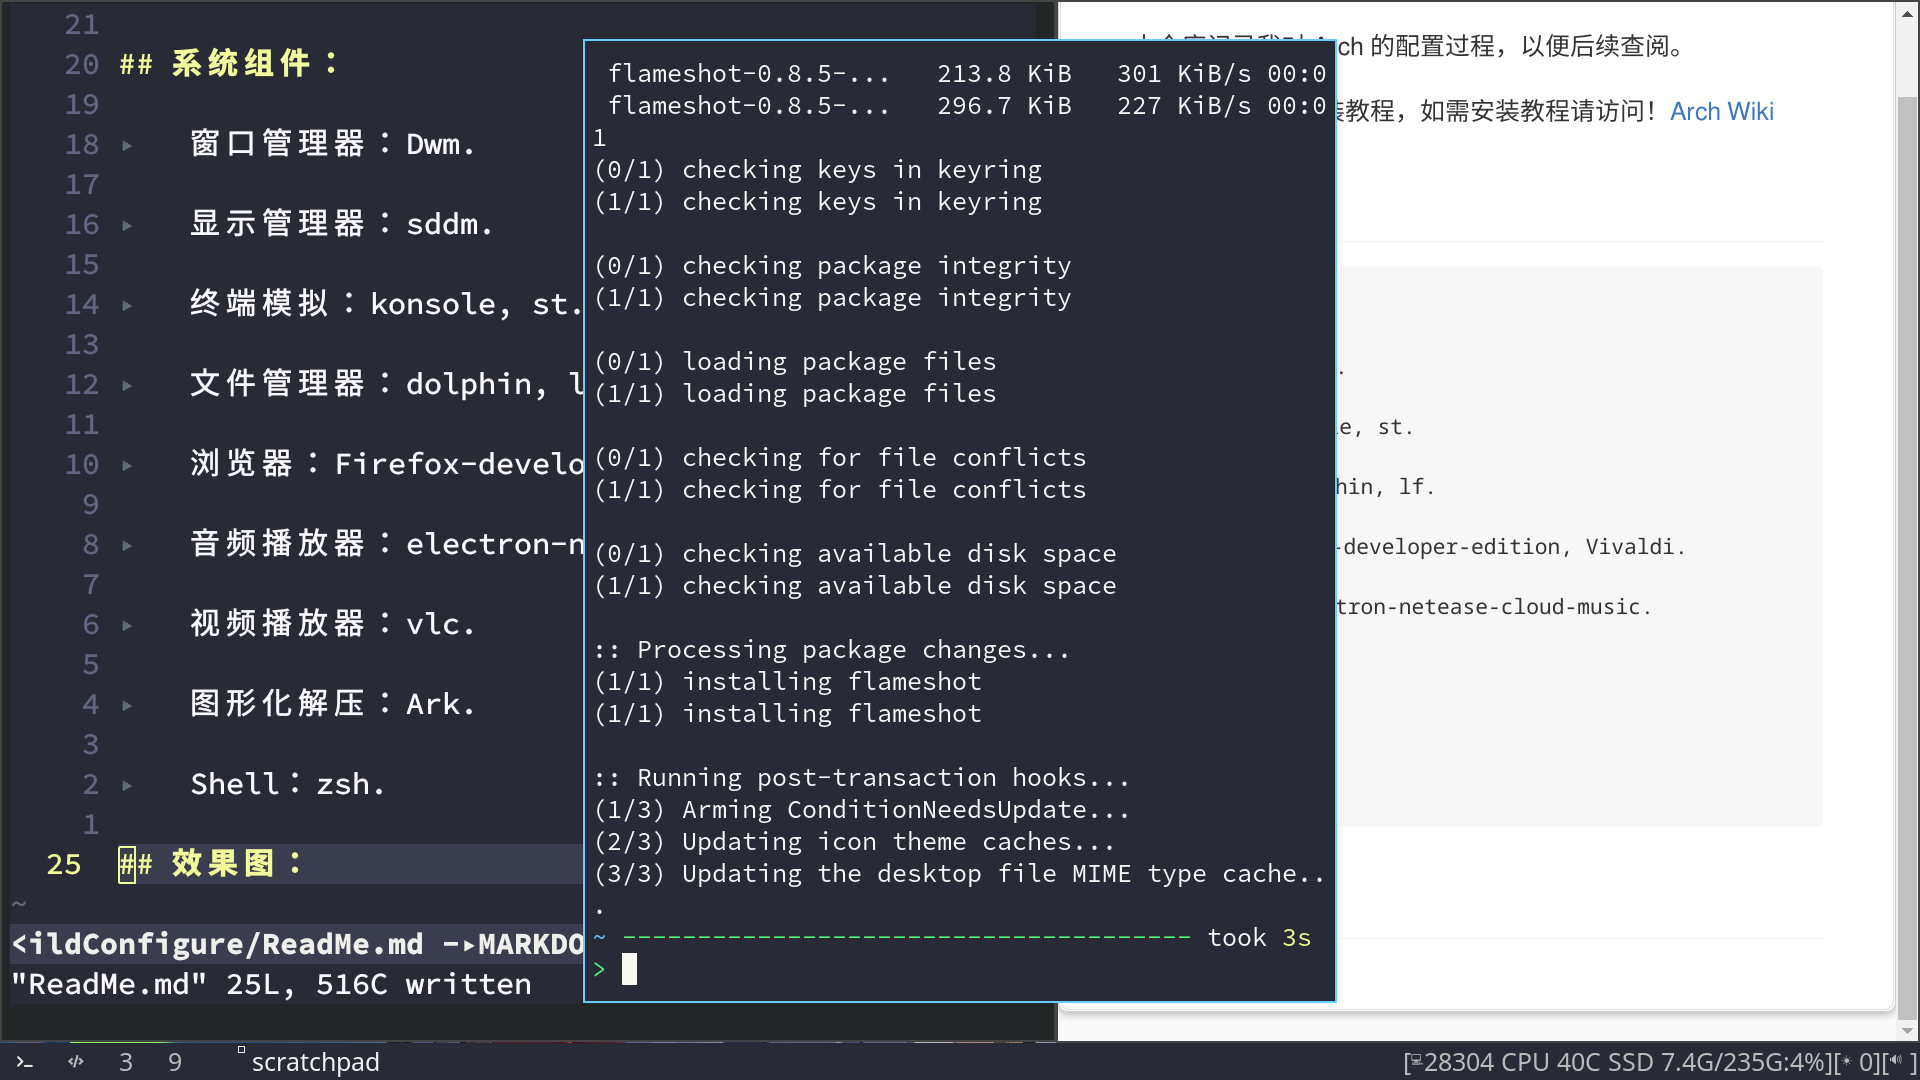 21
20 ## 系统组件：
19
18 ▸ 窗口管理器：Dwm.
17
16 ▸ 显示管理器：sddm.
15
14 ▸ 终端模拟：konsole, st.
13
12 ▸ 文件管理器：dolphin, l
11
10 ▸ 浏览器：Firefox-develo
9
8 ▸ 音频播放器：electron-n
7
6 ▸ 视频播放器：vlc.
5
4 ▸ 图形化解压：Ark.
3
2 ▸ Shell：zsh.
1
25 ## 效果图：
~
<ildConfigure/ReadMe.md -▸MARKDO
"ReadMe.md" 25L, 516C written
flameshot-0.8.5-... 213.8 KiB 301 KiB/s 00:0
flameshot-0.8.5-... 296.7 KiB 227 KiB/s 00:0
1
(0/1) checking keys in keyring
(1/1) checking keys in keyring
(0/1) checking package integrity
(1/1) checking package integrity
(0/1) loading package files
(1/1) loading package files
(0/1) checking for file conflicts
(1/1) checking for file conflicts
(0/1) checking available disk space
(1/1) checking available disk space
:: Processing package changes...
(1/1) installing flameshot
(1/1) installing flameshot
:: Running post-transaction hooks...
(1/3) Arming ConditionNeedsUpdate...
(2/3) Updating icon theme caches...
(3/3) Updating the desktop file MIME type cache..
.
~ -------------------------------------- took 3s
>
ch 的配置过程，以便后续查阅。
教程，如需安装教程请访问！Arch Wiki
.
e, st.
hin, lf.
-developer-edition, Vivaldi.
tron-netease-cloud-music.
3 9 scratchpad
[28304 CPU 40C SSD 7.4G/235G:4%][ 0][ ]